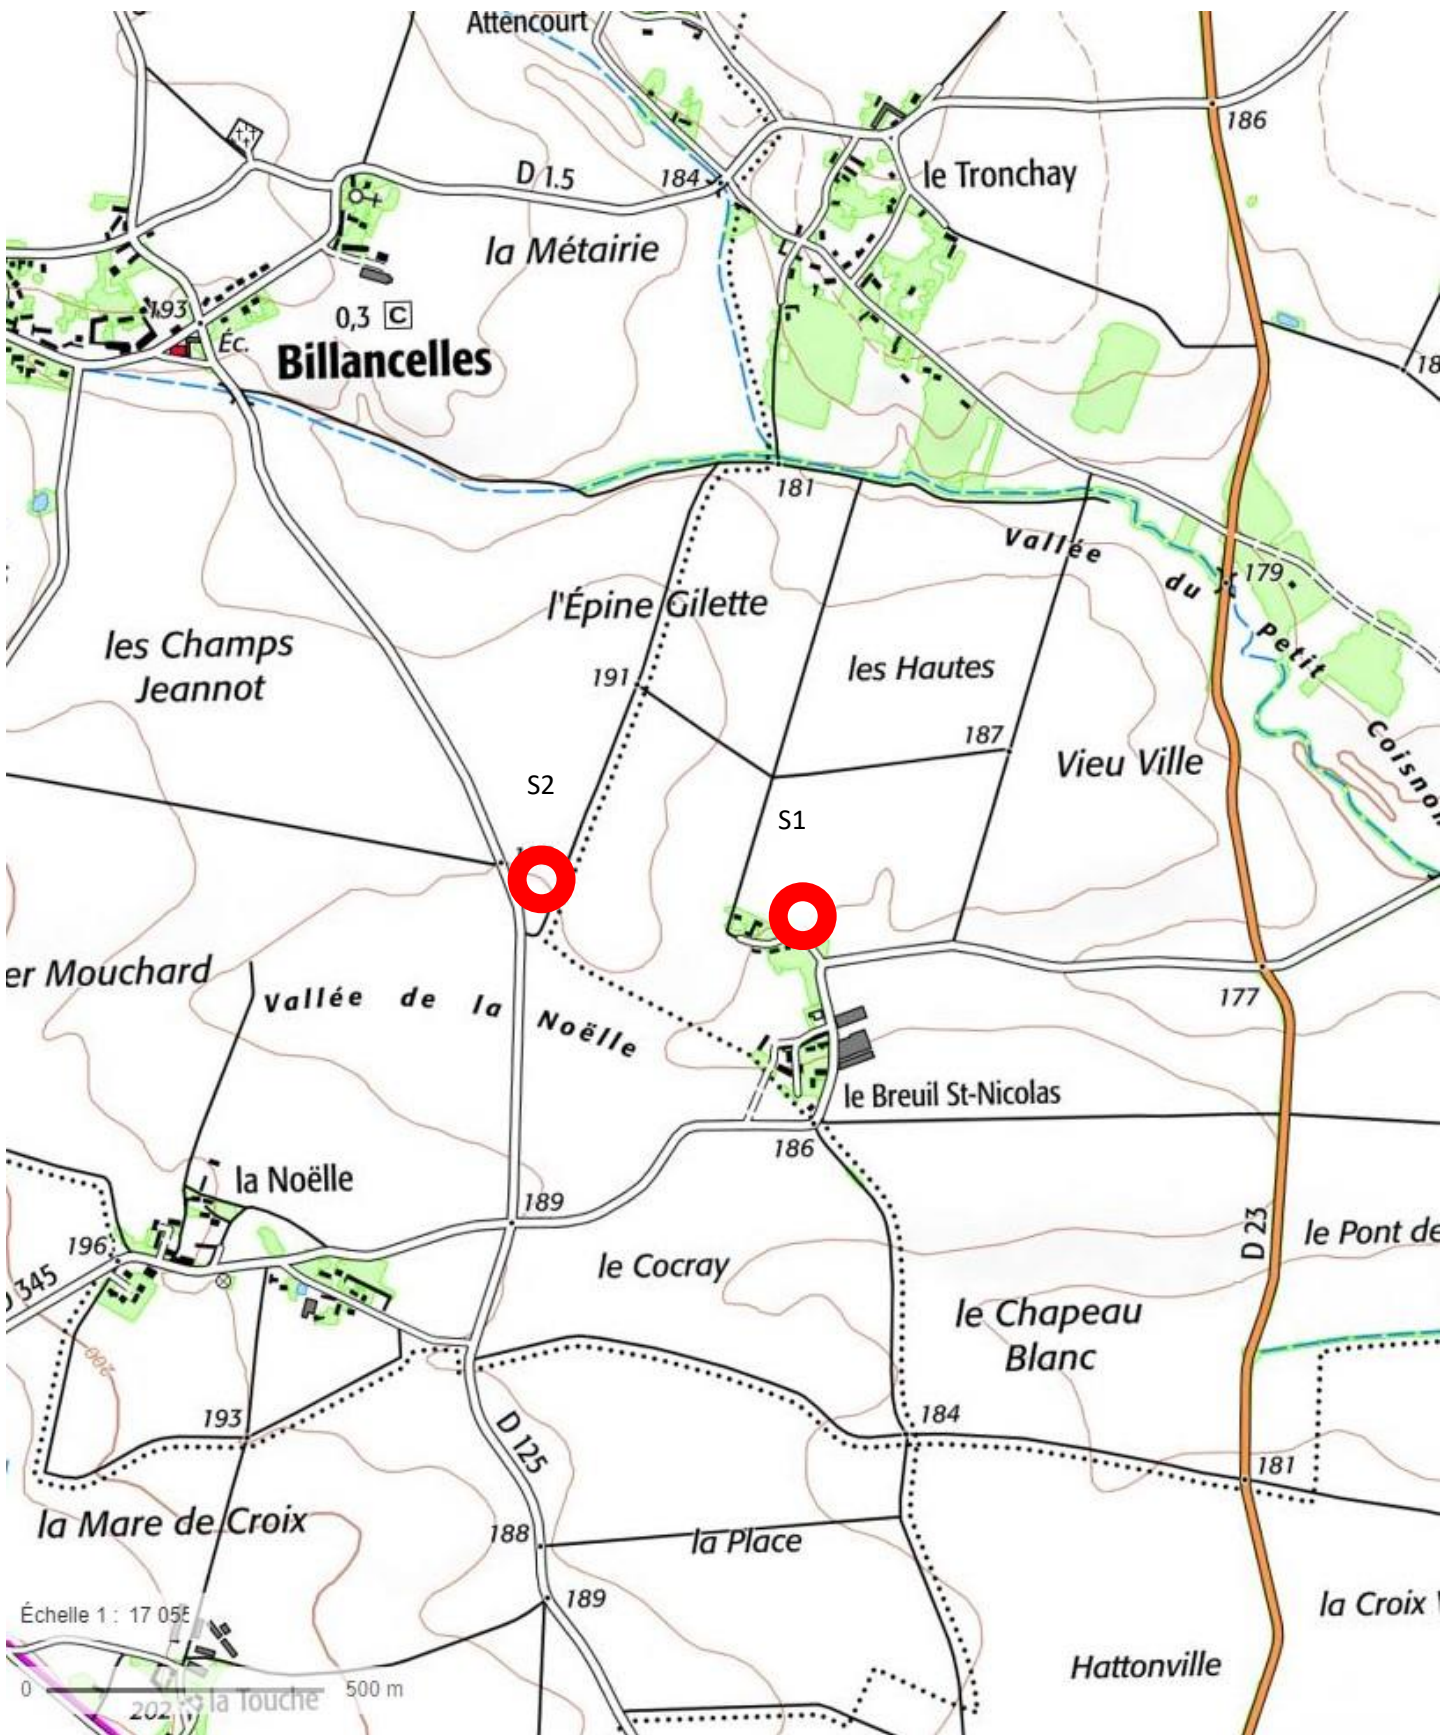 Attencourt
186
le Tronchay
D 1.5
184
la Métairie
193
0,3 C
Éc.
Billancelles
18
181
Vallée du Petit Coisnon
179
l'Épine Gilette
les Champs
Jeannot
les Hautes
191
187
Vieu Ville
S2
S1
er Mouchard
Vallée de la Noëlle
177
le Breuil St-Nicolas
186
la Noëlle
189
196
D 23
le Pont de
345
le Cocray
le Chapeau
Blanc
200
193
D 125
184
181
la Mare de Croix
188
la Place
189
la Croix
Échelle 1 : 17 055
Hattonville
0
500 m
202
la Touche